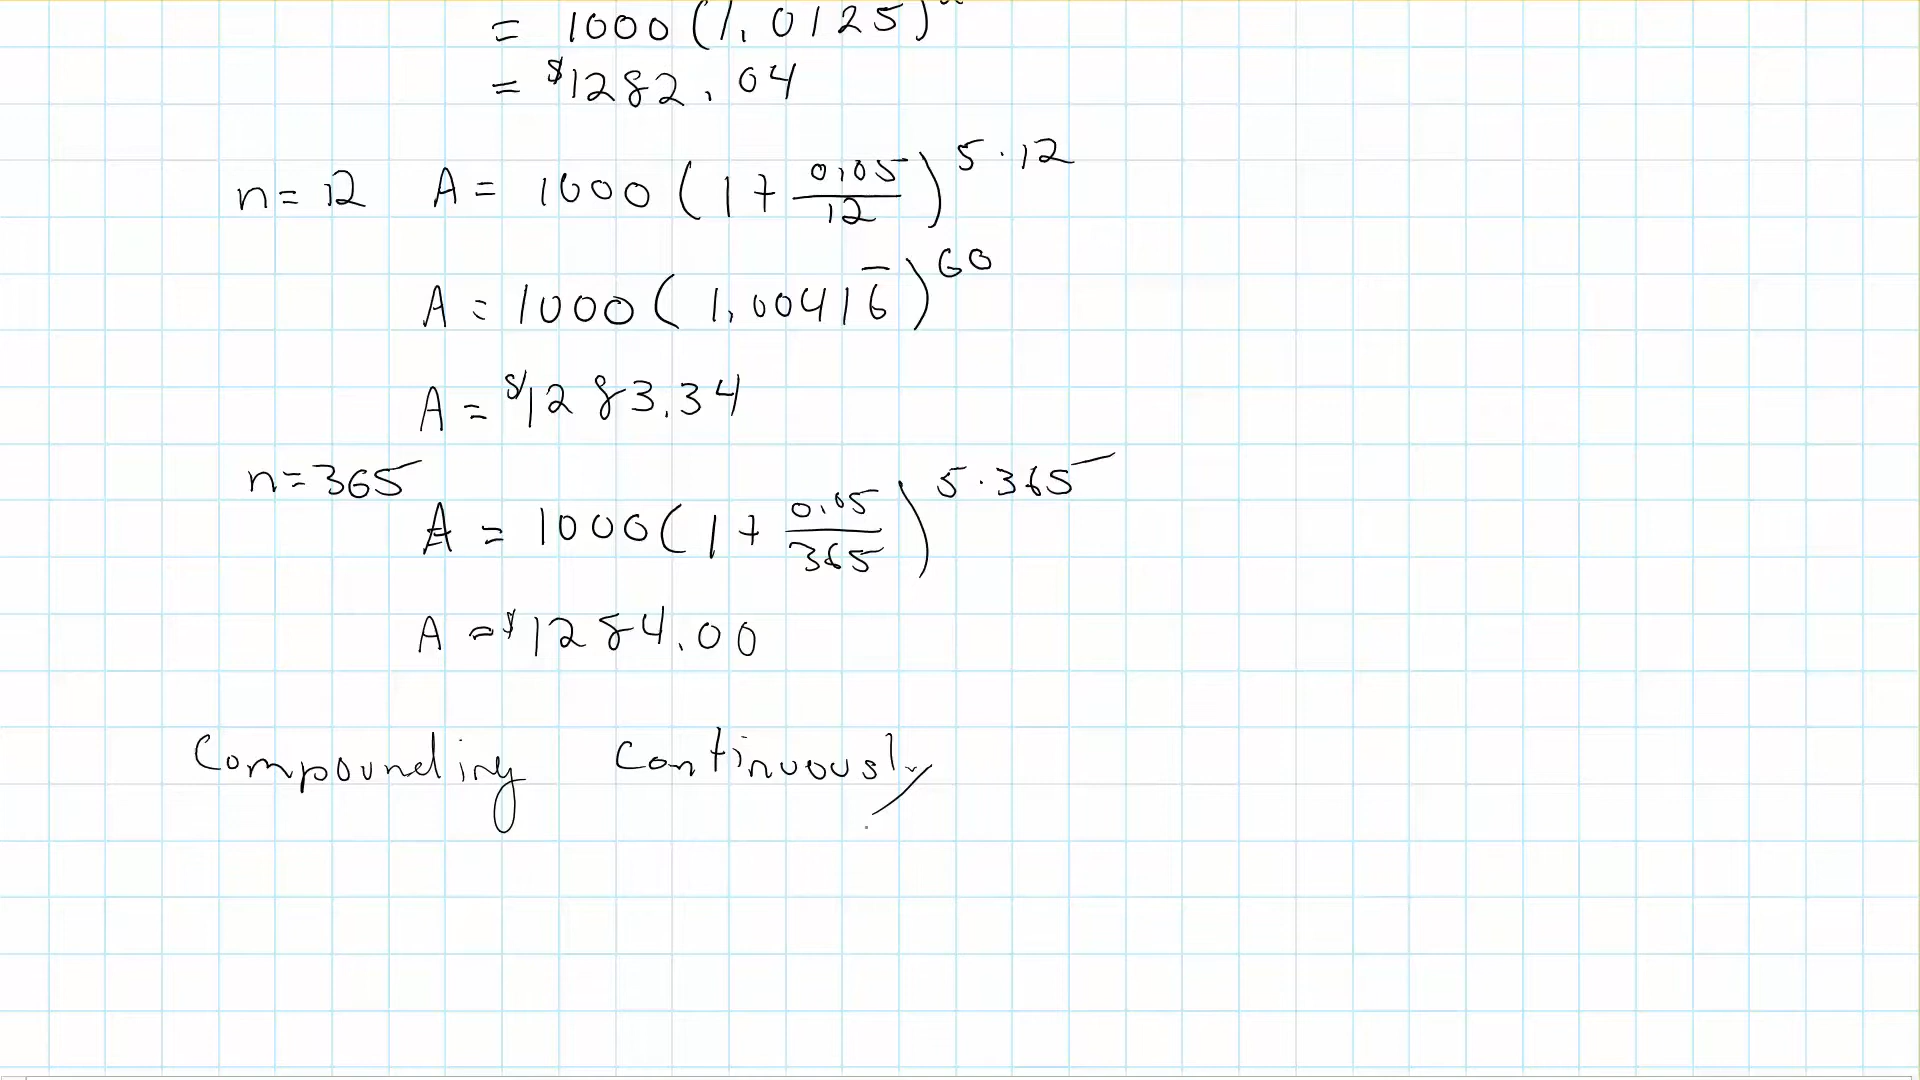 = 1000 (1.0125)
= $1282.04
n = 12 A = 1000 (1 + 0.05/12)^5·12
A = 1000 (1.00416̅)^60
A = $1283.34
n = 365 A = 1000 (1 + 0.05/365)^5·365
A = $1284.00
Compounding Continuously